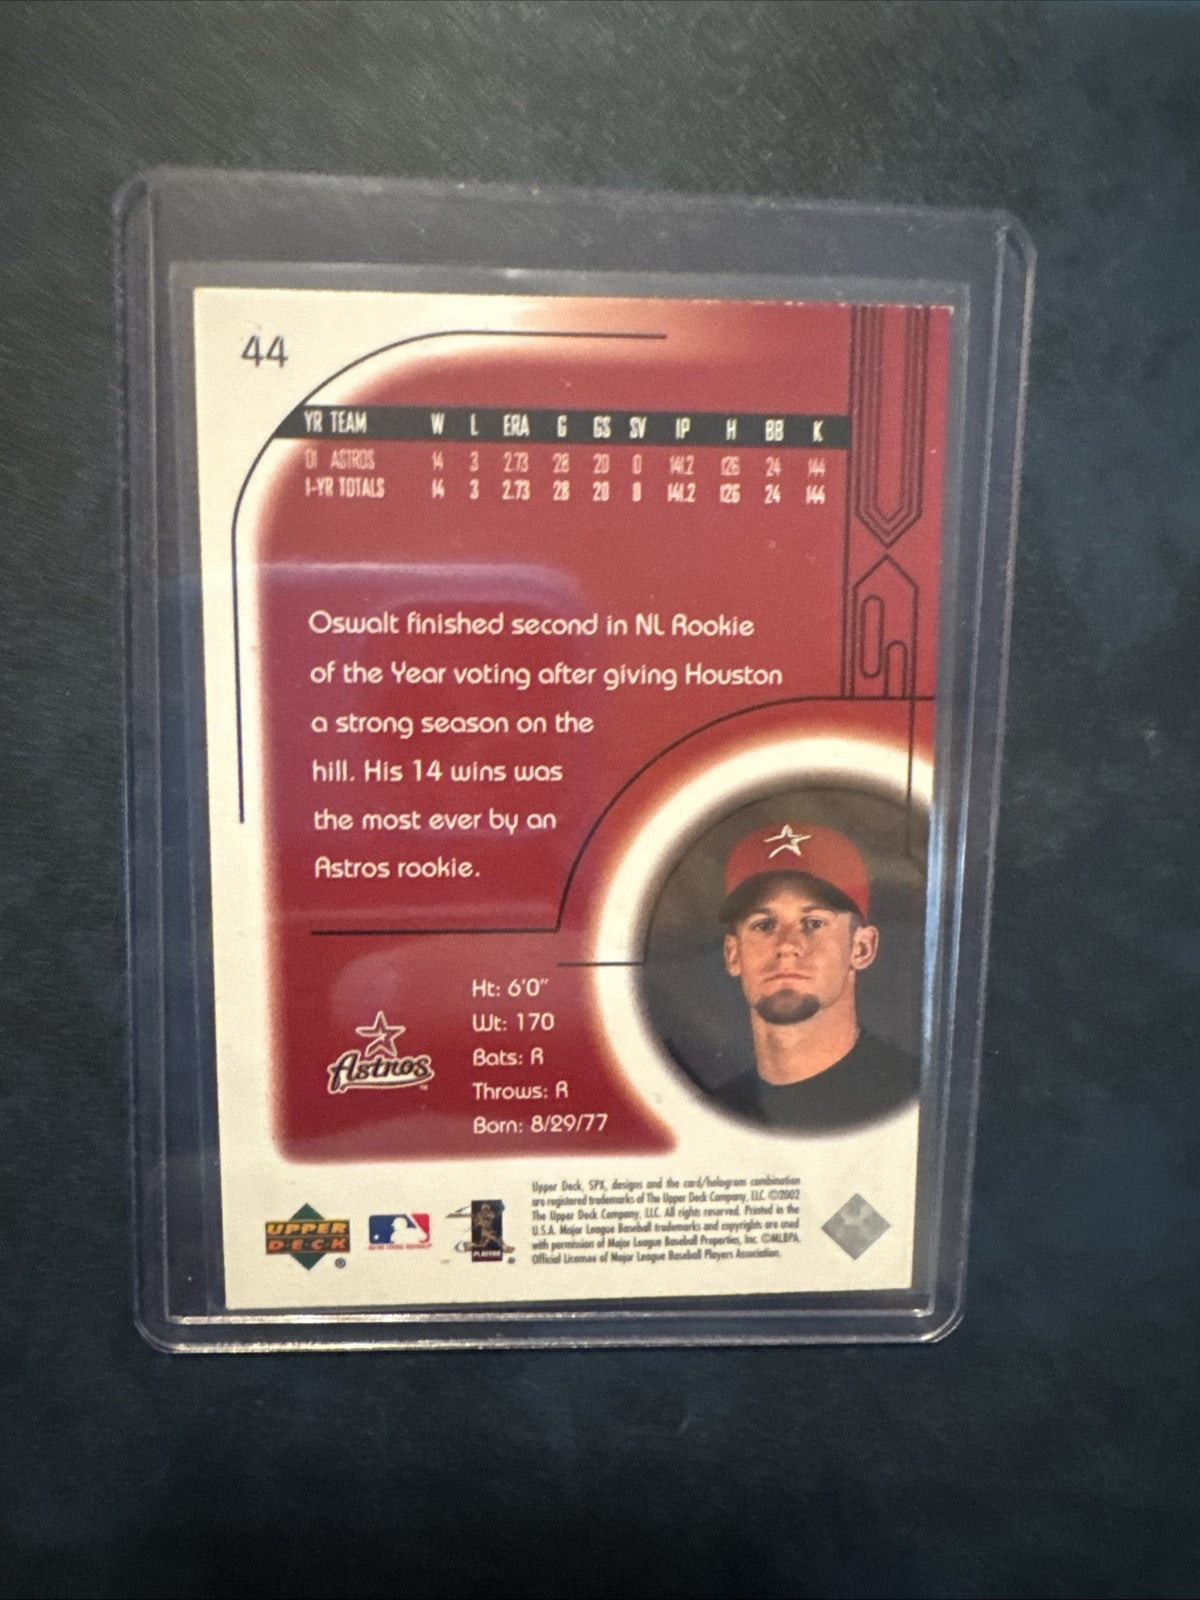 44
YR TEAM W L ERA G GS SV IP H BB K
01 ASTROS 14 3 2.73 28 20 0 141.2 126 24 144
1-YR TOTALS 14 3 2.73 28 20 0 141.2 126 24 144
Oswalt finished second in NL Rookie
of the Year voting after giving Houston
a strong season on the
hill. His 14 wins was
the most ever by an
Astros rookie.
Ht: 6'0"
Wt: 170
Bats: R
Throws: R
Born: 8/29/77
Astros
TM
UPPER
DECK
®
PLAYERS
Upper Deck, SPX, designs and the card/hologram combination
are registered trademarks of The Upper Deck Company, LLC. ©2002
The Upper Deck Company, LLC. All rights reserved. Printed in the
U.S.A. Major League Baseball trademarks and copyrights are used
with permission of Major League Baseball Properties, Inc. ©MLBPA
Official Licensee of Major League Baseball Players Association.